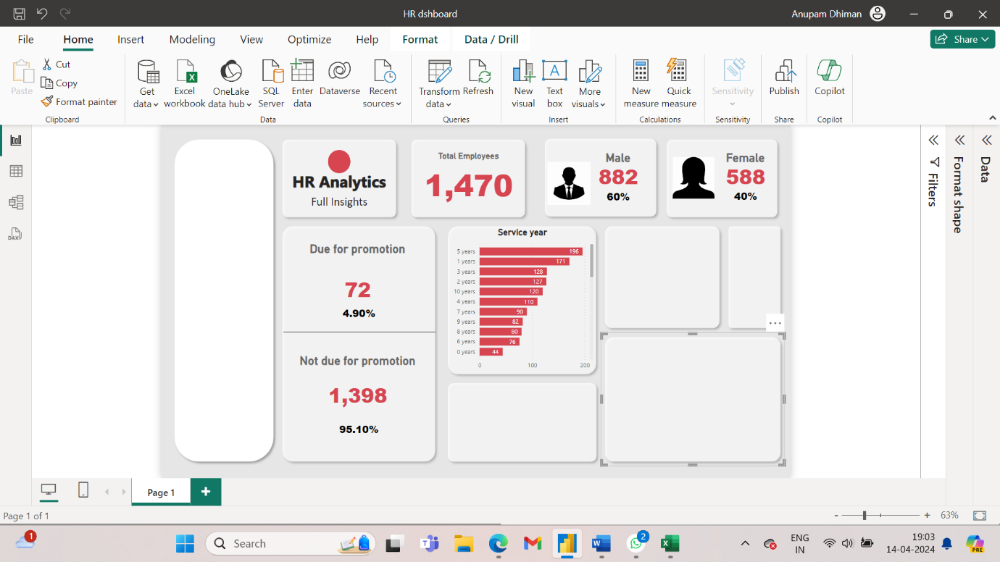 HR dshboard
Anupam Dhiman
File Home Insert Modeling View Optimize Help Format Data / Drill
Share
Paste
Cut
Copy
Format painter
Clipboard
Get data
Excel workbook
OneLake data hub
SQL Server
Enter data
Dataverse
Recent sources
Data
Transform data
Refresh
Queries
New visual
Text box
More visuals
Insert
New measure
Quick measure
Calculations
Sensitivity
Sensitivity
Publish
Share
Copilot
Copilot
HR Analytics
Full Insights
Total Employees
1,470
Male
882
60%
Female
588
40%
Due for promotion
72
4.90%
Not due for promotion
1,398
95.10%
Service year
5 years 196
1 years 171
3 years 128
2 years 127
10 years 120
4 years 110
7 years 90
9 years 82
8 years 80
6 years 76
0 years 44
0 100 200
Filters
Format shape
Data
Page 1
Page 1 of 1
- + 63%
1
Search
2
ENG
IN
19:03
14-04-2024
PRE